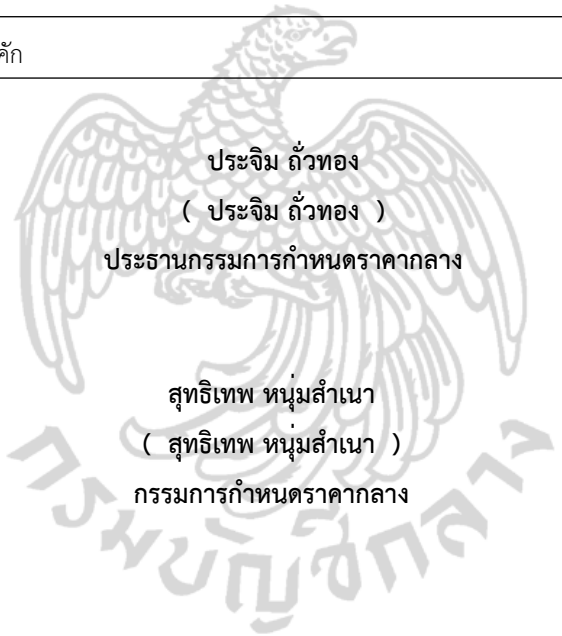 คัก
ประจิม ถั่วทอง
( ประจิม ถั่วทอง )
ประธานกรรมการกำหนดราคากลาง
สุทธิเทพ หนุ่มสำเนา
( สุทธิเทพ หนุ่มสำเนา )
กรรมการกำหนดราคากลาง
กรมบัญชีกลาง